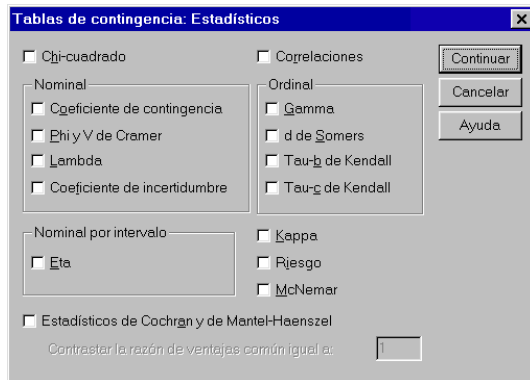 Tablas de contingencia: Estadísticos
Chi-cuadrado
Correlaciones
Continuar
Cancelar
Ayuda
Nominal
Coeficiente de contingencia
Phi y V de Cramer
Lambda
Coeficiente de incertidumbre
Ordinal
Gamma
d de Somers
Tau-b de Kendall
Tau-c de Kendall
Nominal por intervalo
Eta
Kappa
Riesgo
McNemar
Estadísticos de Cochran y de Mantel-Haenszel
Contrastar la razón de ventajas común igual a: 1